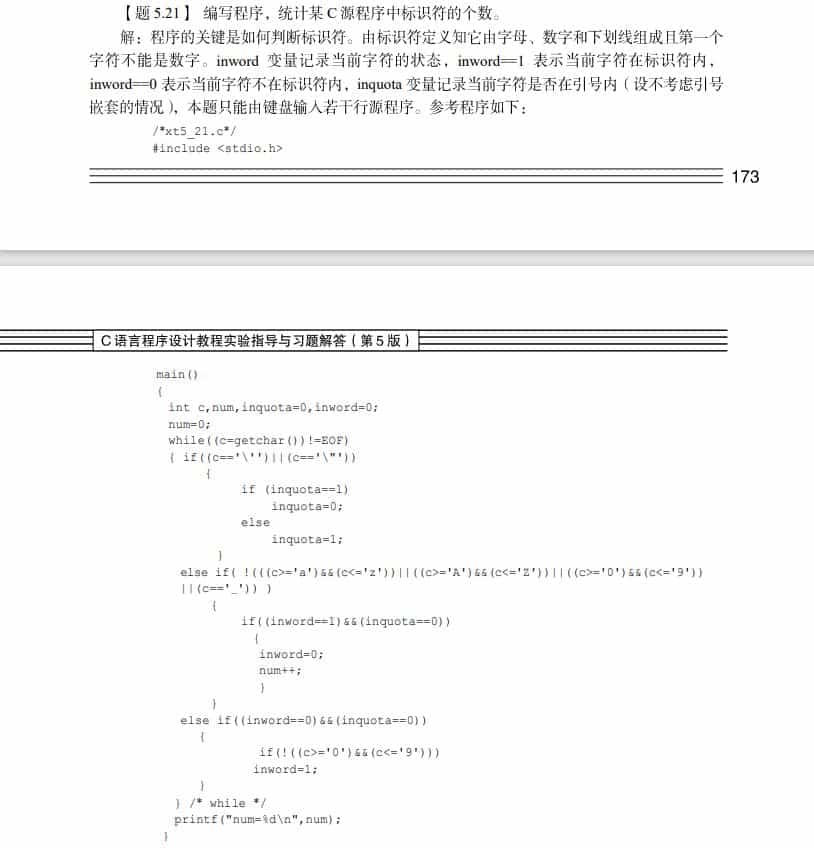 【题 5.21】 编写程序，统计某 C 源程序中标识符的个数。
解：程序的关键是如何判断标识符。由标识符定义知它由字母、数字和下划线组成且第一个
字符不能是数字。inword 变量记录当前字符的状态，inword==1 表示当前字符在标识符内，
inword==0 表示当前字符不在标识符内，inquota 变量记录当前字符是否在引号内（设不考虑引号
嵌套的情况），本题只能由键盘输入若干行源程序。参考程序如下：
/*xt5_21.c*/
#include <stdio.h>
173
C 语言程序设计教程实验指导与习题解答（第 5 版）
main()
{
int c,num,inquota=0,inword=0;
num=0;
while((c=getchar())!=EOF)
{ if((c=='\'')||(c=='\"'))
{
if (inquota==1)
inquota=0;
else
inquota=1;
}
else if( !(((c>='a')&&(c<='z'))||((c>='A')&&(c<='Z'))||((c>='0')&&(c<='9'))
||(c=='_')) )
{
if((inword==1)&&(inquota==0))
{
inword=0;
num++;
}
}
else if((inword==0)&&(inquota==0))
{
if(!((c>='0')&&(c<='9')))
inword=1;
}
} /* while */
printf("num=%d\n",num);
}